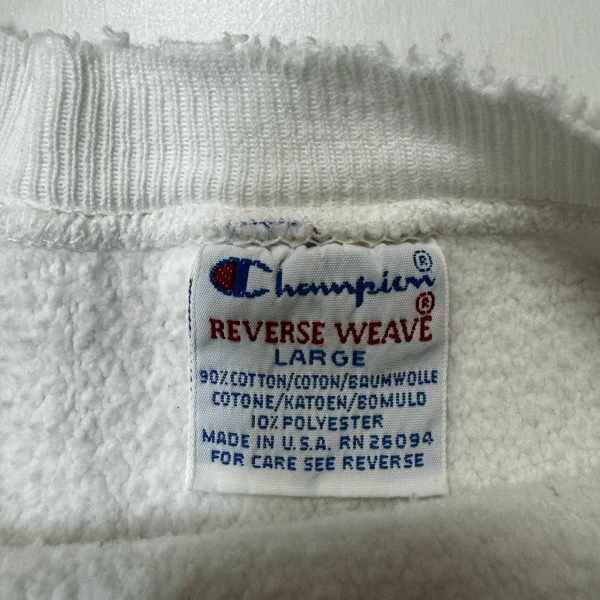 Champion®
REVERSE WEAVE®
LARGE
90% COTTON/COTON/BAUMWOLLE
COTONE/KATOEN/BOMULD
10% POLYESTER
MADE IN U.S.A. RN 26094
FOR CARE SEE REVERSE